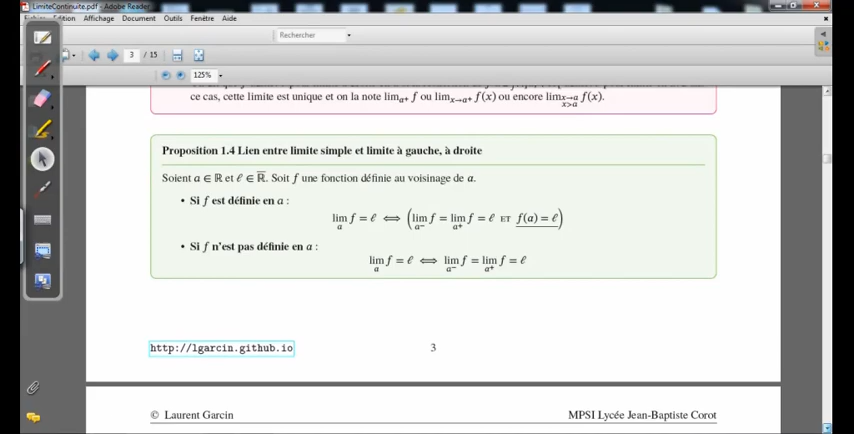 LimiteContinuite.pdf - Adobe Reader
Fichier Edition Affichage Document Outils Fenêtre Aide
Rechercher
3 / 15
125%
ce cas, cette limite est unique et on la note lim_{a⁺} f ou lim_{x→a⁺} f(x) ou encore lim_{x→a, x>a} f(x).
Proposition 1.4 Lien entre limite simple et limite à gauche, à droite
Soient a ∈ ℝ et ℓ ∈ ℝ̅. Soit f une fonction définie au voisinage de a.
• Si f est définie en a :
lim_a f = ℓ ⟺ (lim_{a⁻} f = lim_{a⁺} f = ℓ ET f(a) = ℓ)
• Si f n'est pas définie en a :
lim_a f = ℓ ⟺ lim_{a⁻} f = lim_{a⁺} f = ℓ
http://lgarcin.github.io
3
© Laurent Garcin MPSI Lycée Jean-Baptiste Corot